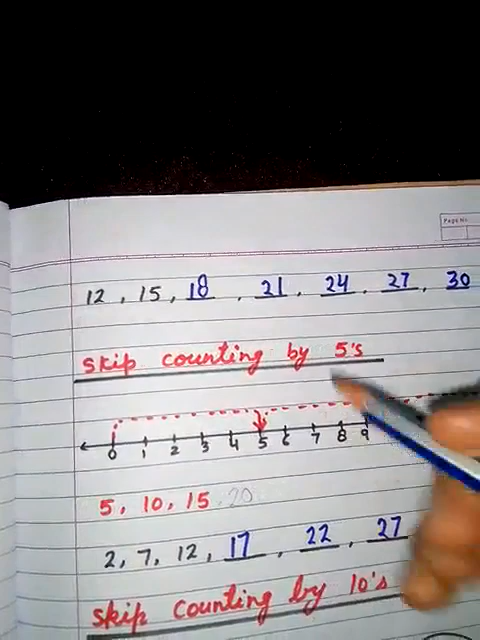 Page No
12, 15, 18, 21, 24, 27, 30
Skip counting by 5's
0 1 2 3 4 5 6 7 8 9
5, 10, 15, 20
2, 7, 12, 17, 22, 27
Skip counting by 10's